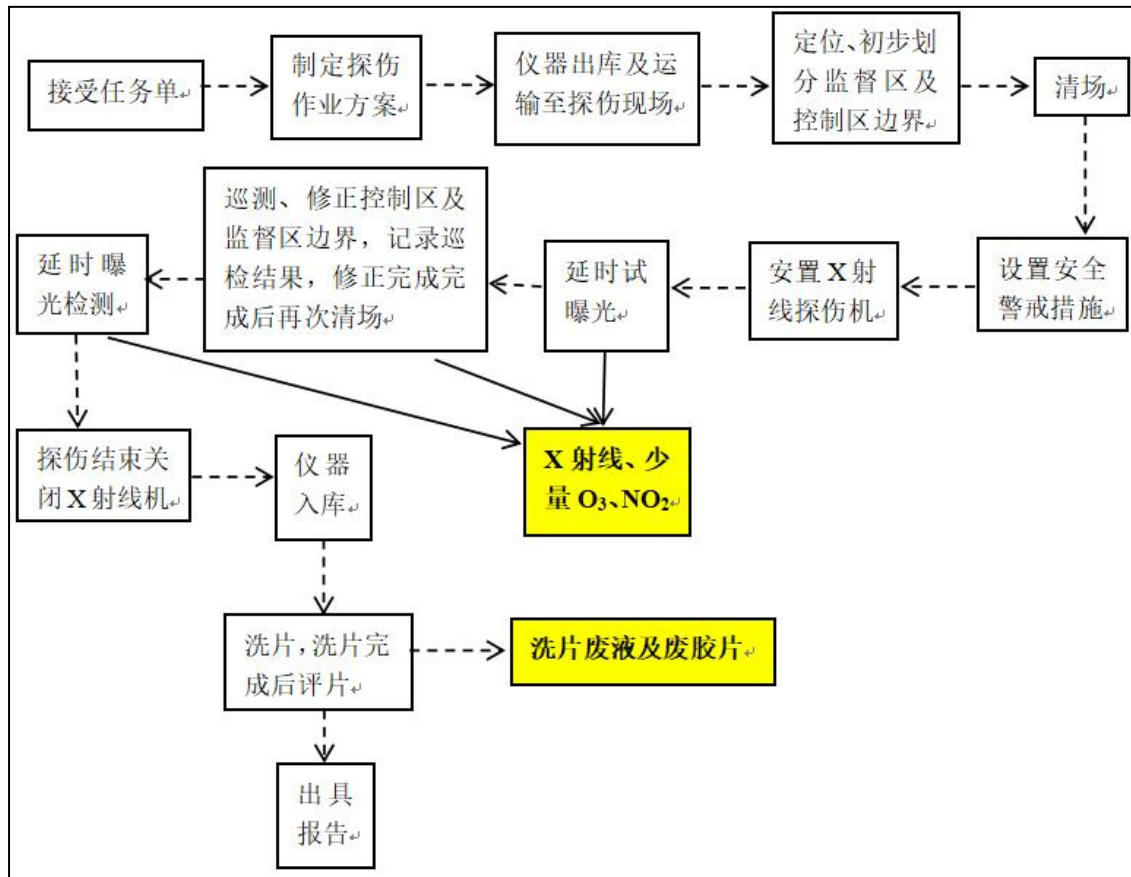 接受任务单
制定探伤
作业方案
仪器出库及运
输至探伤现场
定位、初步划
分监督区及
控制区边界
清场
设置安全
警戒措施
安置X射
线探伤机
延时试
曝光
巡测、修正控制区及
监督区边界，记录巡
检结果，修正完成完
成后再次清场
延时曝
光检测
探伤结束关
闭X射线机
仪器
入库
X射线、少
量O₃、NO₂
洗片，洗片完
成后评片
洗片废液及废胶片
出具
报告